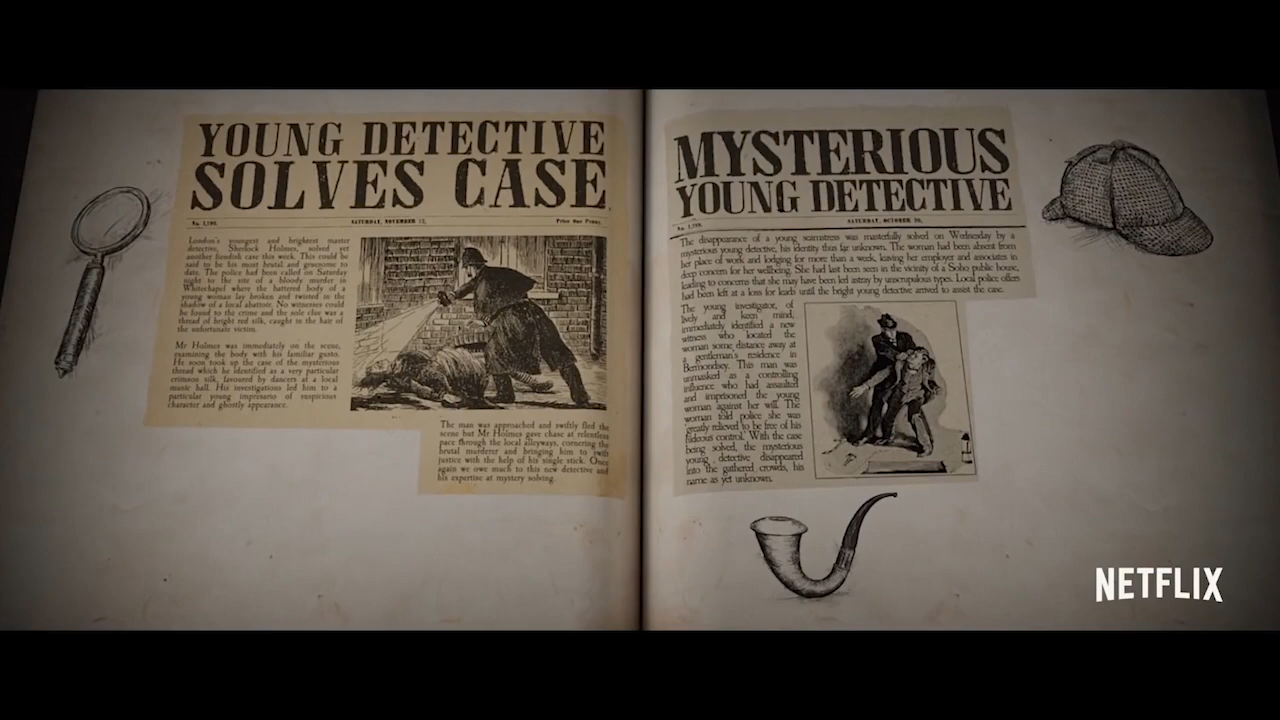 YOUNG DETECTIVE
SOLVES CASE
SATURDAY, NOVEMBER 12,
Price One Penny.
London's youngest and brightest master
detective, Sherlock Holmes, solved yet
another fiendish case this week. This could be
said to be his most brutal and gruesome to
date. The police had been called on Saturday
night to the site of a bloody murder in
Whitechapel where the battered body of a
young woman lay broken and twisted in the
shadow of a local abattoir. No witnesses could
be found to the crime and the sole clue was a
thread of bright red silk, caught in the hair of
the unfortunate victim.
Mr Holmes was immediately on the scene,
examining the body with his familiar gusto.
He soon took up the case of the mysterious
thread which he identified as a very particular
crimson silk, favoured by dancers at a local
music hall. His investigations led him to a
particular young impresario of suspicious
character and ghostly appearance.
The man was approached and swiftly fled the
scene but Mr Holmes gave chase at relentless
pace through the local alleyways, cornering the
brutal murderer and bringing him to swift
justice with the help of his single stick. Once
again we owe much to this new detective and
his expertise at mystery solving.
MYSTERIOUS
YOUNG DETECTIVE
SATURDAY, OCTOBER 20,
The disappearance of a young seamstress was masterfully solved on Wednesday by a
mysterious young detective, his identity thus far unknown. The woman had been absent from
her place of work and lodging for more than a week, leaving her employer and associates in
deep concern for her wellbeing. She had last been seen in the vicinity of a Soho public house,
leading to concerns that she may have been led astray by unscrupulous types. Local police offers
had been left at a loss for leads until the bright young detective arrived to assist the case.
The young investigator, of
lively and keen mind,
immediately identified a new
witness who located the
woman some distance away at
a gentleman's residence in
Bermondsey. This man was
unmasked as a controlling
influence who had assaulted
and imprisoned the young
woman against her will. The
woman told police she was
'greatly relieved to be free of his
hideous control.' With the case
being solved, the mysterious
young detective disappeared
into the gathered crowds, his
name as yet unknown.
NETFLIX